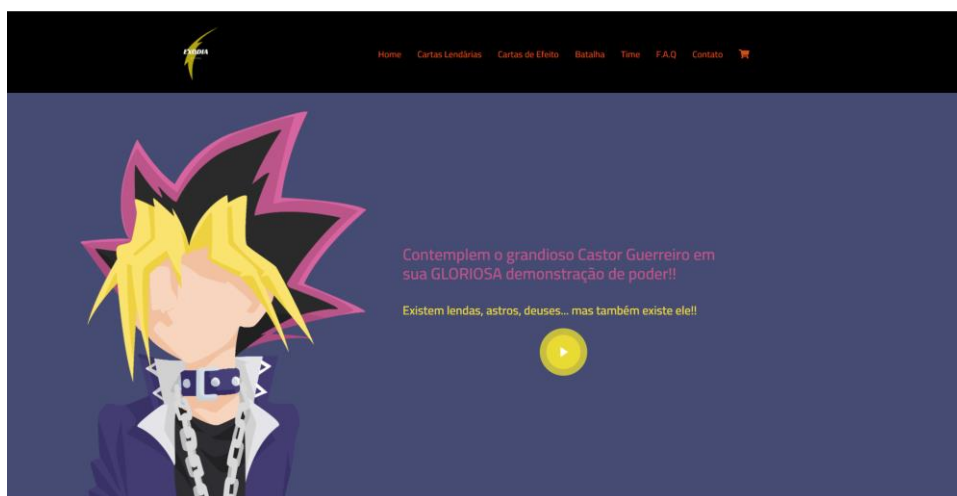 EXODIA
Home Cartas Lendárias Cartas de Efeito Batalha Time F.A.Q Contato
Contemplem o grandioso Castor Guerreiro em
sua GLORIOSA demonstração de poder!!
Existem lendas, astros, deuses... mas também existe ele!!